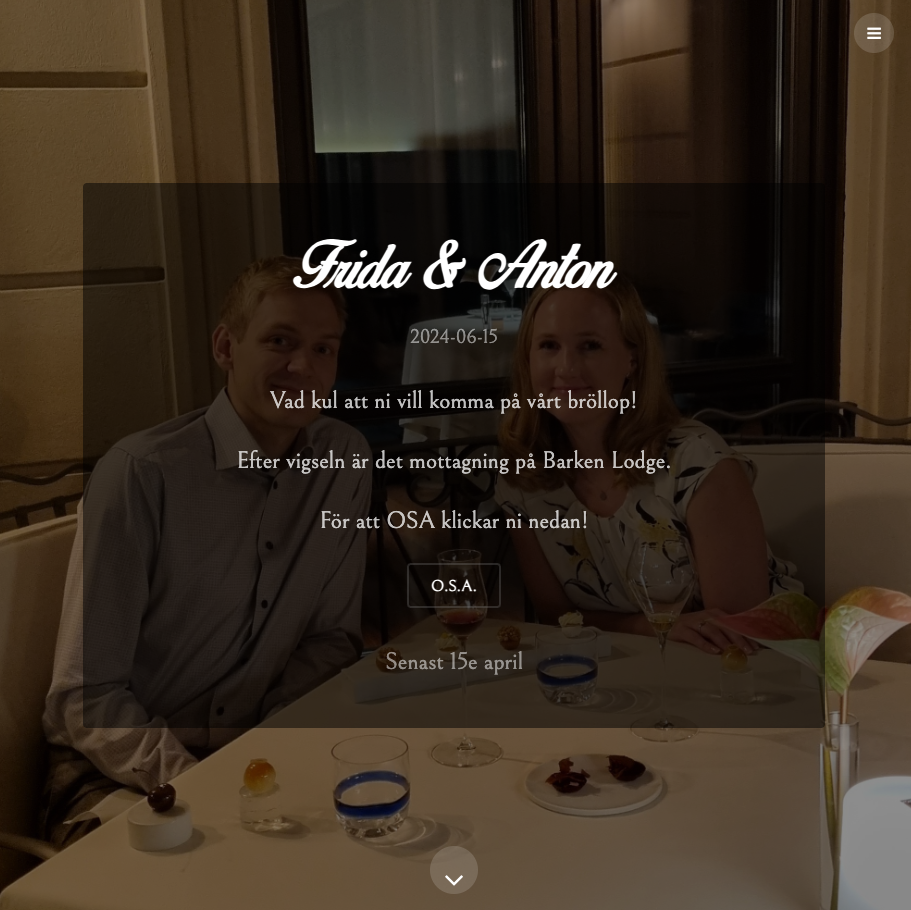 Frida & Anton
2024-06-15
Vad kul att ni vill komma på vårt bröllop!
Efter vigseln är det mottagning på Barken Lodge.
För att OSA klickar ni nedan!
O.S.A.
Senast 15e april